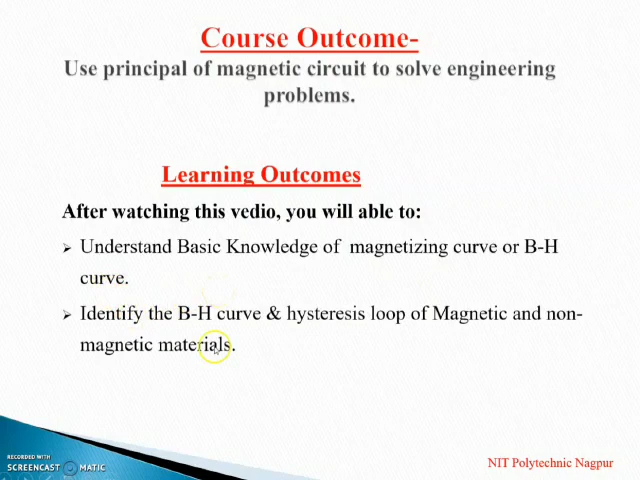 Course Outcome-
Use principal of magnetic circuit to solve engineering
problems.
Learning Outcomes
After watching this vedio, you will able to:
➢ Understand Basic Knowledge of magnetizing curve or B-H
curve.
➢ Identify the B-H curve & hysteresis loop of Magnetic and non-
magnetic materials.
RECORDED WITH
SCREENCAST MATIC
NIT Polytechnic Nagpur